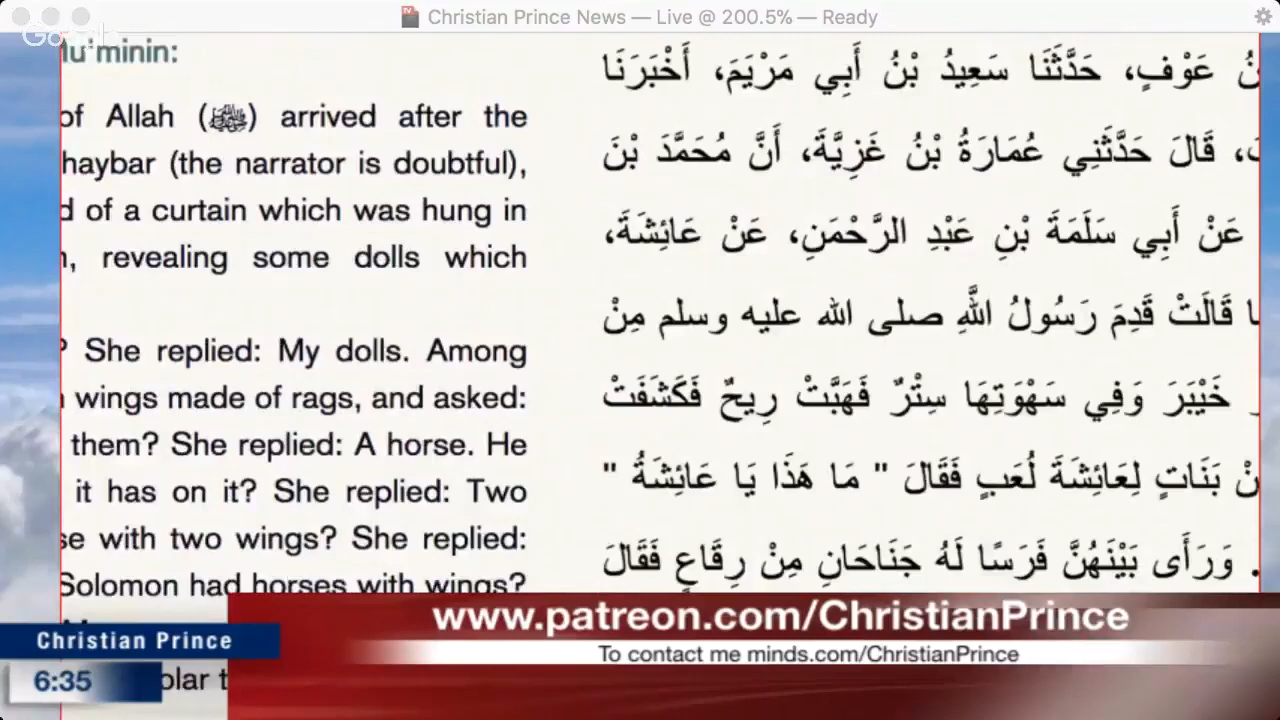 Christian Prince News — Live @ 200.5% — Ready
Google
Mu'minin:
of Allah (ﷺ) arrived after the
haybar (the narrator is doubtful),
d of a curtain which was hung in
, revealing some dolls which
? She replied: My dolls. Among
wings made of rags, and asked:
them? She replied: A horse. He
it has on it? She replied: Two
se with two wings? She replied:
Solomon had horses with wings?
نُ عَوْفٍ، حَدَّثَنَا سَعِيدُ بْنُ أَبِي مَرْيَمَ، أَخْبَرَنَا
، قَالَ حَدَّثَنِي عُمَارَةُ بْنُ غَزِيَّةَ، أَنَّ مُحَمَّدَ بْنَ
عَنْ أَبِي سَلَمَةَ بْنِ عَبْدِ الرَّحْمَنِ، عَنْ عَائِشَةَ،
ا قَالَتْ قَدِمَ رَسُولُ اللَّهِ صلى الله عليه وسلم مِنْ
خَيْبَرَ وَفِي سَهْوَتِهَا سِتْرٌ فَهَبَّتْ رِيحٌ فَكَشَفَتْ
نْ بَنَاتٍ لِعَائِشَةَ لُعَبٍ فَقَالَ " مَا هَذَا يَا عَائِشَةُ "
. وَرَأَى بَيْنَهُنَّ فَرَسًا لَهُ جَنَاحَانِ مِنْ رِقَاعٍ فَقَالَ
www.patreon.com/ChristianPrince
Christian Prince
To contact me minds.com/ChristianPrince
6:35
olar t